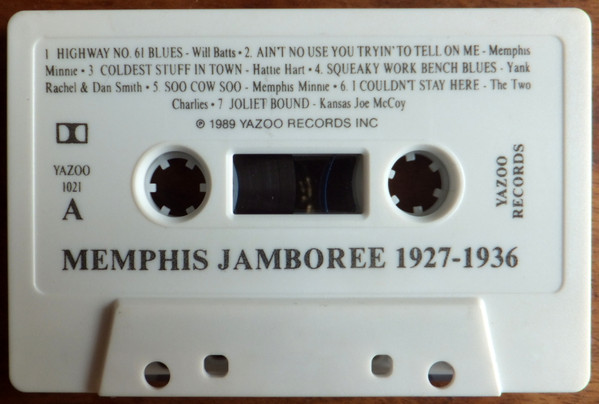 1 HIGHWAY NO. 61 BLUES - Will Batts • 2. AIN'T NO USE YOU TRYIN' TO TELL ON ME - Memphis
Minnie • 3 COLDEST STUFF IN TOWN - Hattie Hart • 4. SQUEAKY WORK BENCH BLUES - Yank
Rachel & Dan Smith • 5 SOO COW SOO - Memphis Minnie • 6. I COULDN'T STAY HERE - The Two
Charlies • 7 JOLIET BOUND - Kansas Joe McCoy
℗ 1989 YAZOO RECORDS INC
YAZOO
1021
A
YAZOO
RECORDS
MEMPHIS JAMBOREE 1927-1936